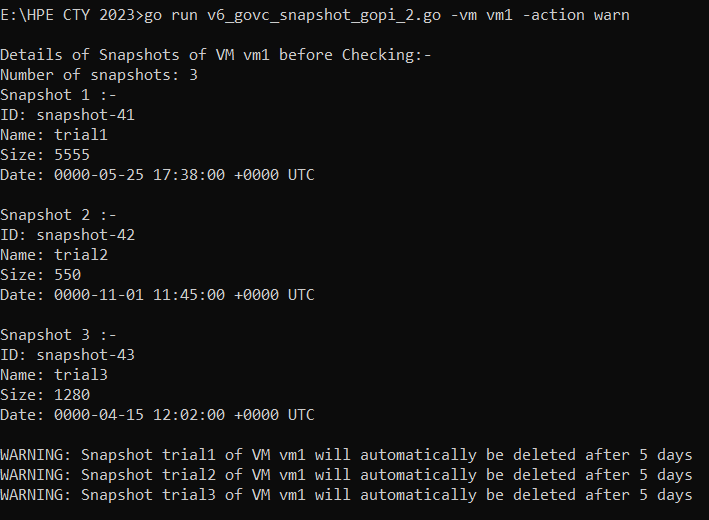 E:\HPE CTY 2023>go run v6_govc_snapshot_gopi_2.go -vm vm1 -action warn
Details of Snapshots of VM vm1 before Checking:-
Number of snapshots: 3
Snapshot 1 :-
ID: snapshot-41
Name: trial1
Size: 5555
Date: 0000-05-25 17:38:00 +0000 UTC
Snapshot 2 :-
ID: snapshot-42
Name: trial2
Size: 550
Date: 0000-11-01 11:45:00 +0000 UTC
Snapshot 3 :-
ID: snapshot-43
Name: trial3
Size: 1280
Date: 0000-04-15 12:02:00 +0000 UTC
WARNING: Snapshot trial1 of VM vm1 will automatically be deleted after 5 days
WARNING: Snapshot trial2 of VM vm1 will automatically be deleted after 5 days
WARNING: Snapshot trial3 of VM vm1 will automatically be deleted after 5 days